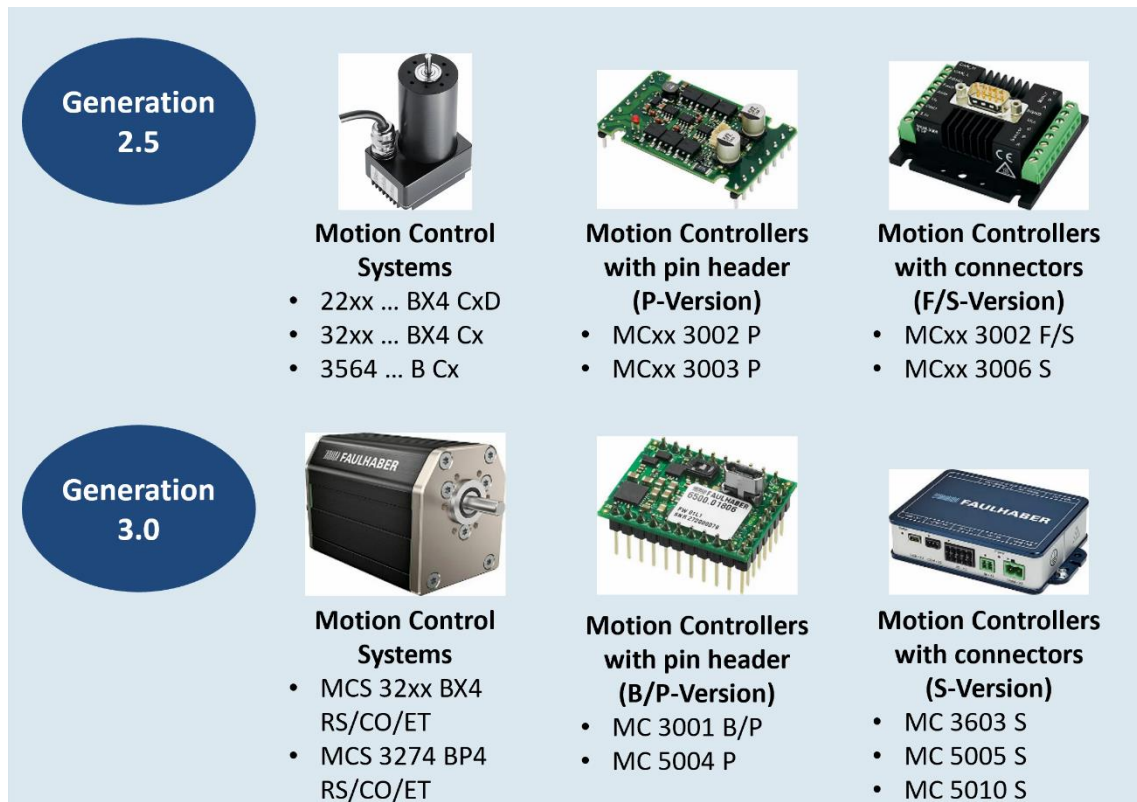 Generation
2.5
Motion Control
Systems
• 22xx ... BX4 CxD
• 32xx ... BX4 Cx
• 3564 ... B Cx
Motion Controllers
with pin header
(P-Version)
• MCxx 3002 P
• MCxx 3003 P
Motion Controllers
with connectors
(F/S-Version)
• MCxx 3002 F/S
• MCxx 3006 S
Generation
3.0
FAULHABER
Motion Control
Systems
• MCS 32xx BX4
RS/CO/ET
• MCS 3274 BP4
RS/CO/ET
FAULHABER
6500.01806
Motion Controllers
with pin header
(B/P-Version)
• MC 3001 B/P
• MC 5004 P
FAULHABER
Motion Controllers
with connectors
(S-Version)
• MC 3603 S
• MC 5005 S
• MC 5010 S